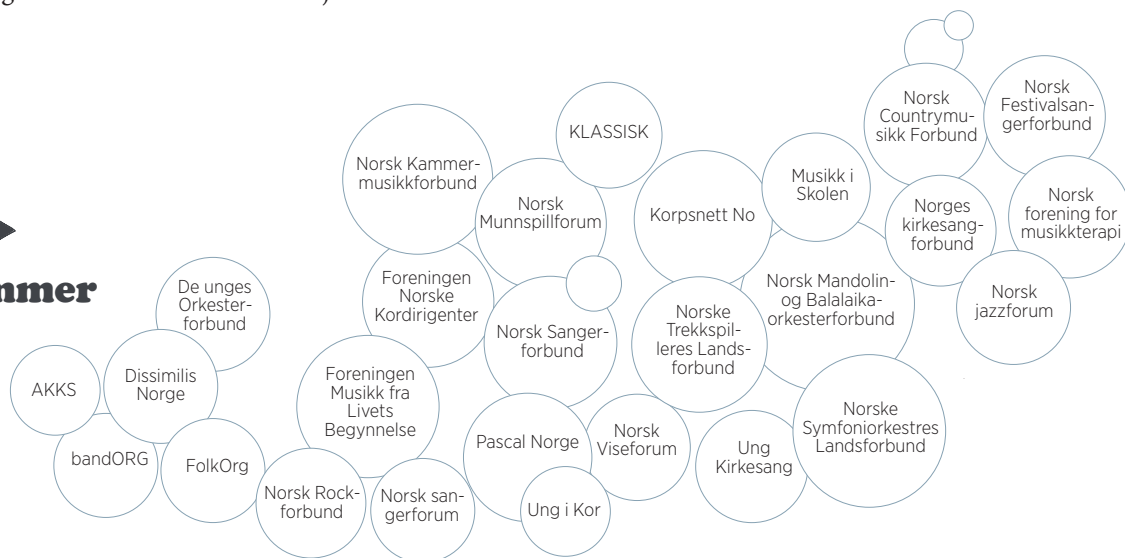 mmer
AKKS
bandORG
De unges
Orkester-
forbund
Dissimilis
Norge
FolkOrg
Norsk Kammer-
musikkforbund
Foreningen
Norske
Kordirigenter
Foreningen
Musikk fra
Livets
Begynnelse
Norsk Rock-
forbund
Norsk san-
gerforum
KLASSISK
Norsk
Munnspillforum
Norsk Sanger-
forbund
Pascal Norge
Ung i Kor
Norsk
Viseforum
Korpsnett No
Norske
Trekkspil-
leres Lands-
forbund
Ung
Kirkesang
Musikk i
Skolen
Norsk Mandolin-
og Balalaika-
orkesterforbund
Norske
Symfoniorkestres
Landsforbund
Norsk
Countrymu-
sikk Forbund
Norsk
Festivalsan-
gerforbund
Norges
kirkesang-
forbund
Norsk
forening for
musikkterapi
Norsk
jazzforum